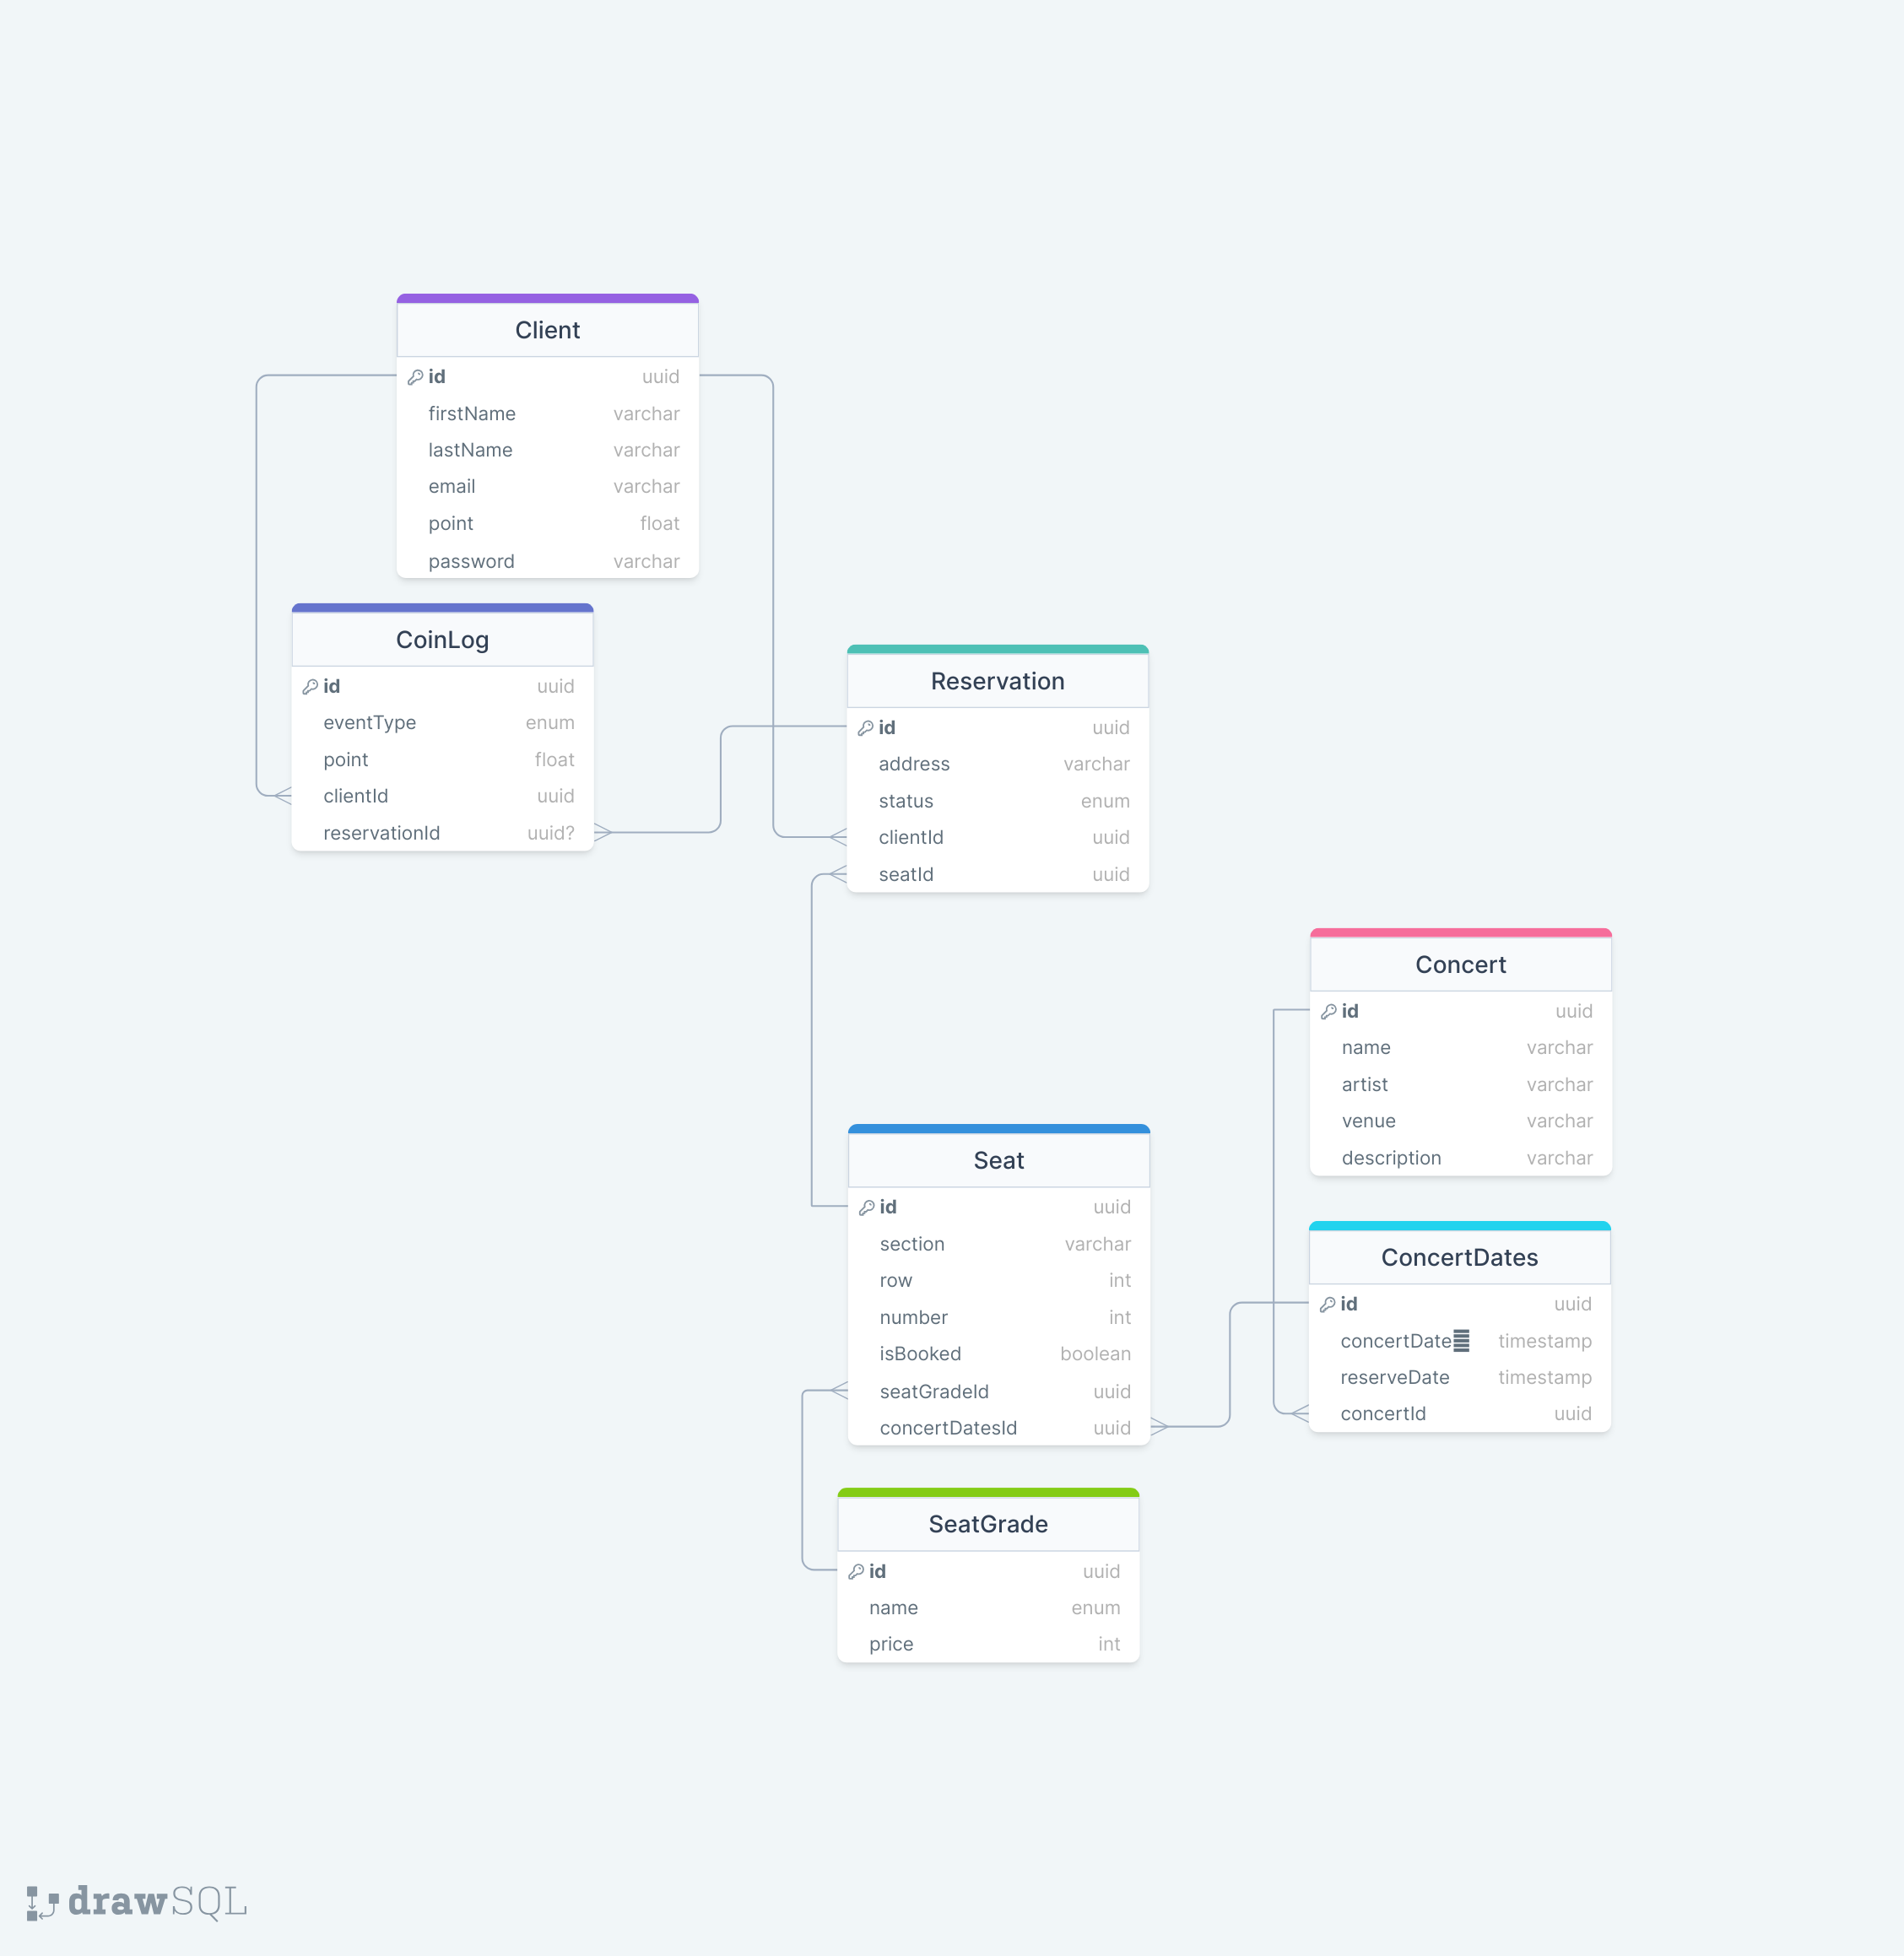 Client
id uuid
firstName varchar
lastName varchar
email varchar
point float
password varchar
CoinLog
id uuid
eventType enum
point float
clientId uuid
reservationId uuid?
Reservation
id uuid
address varchar
status enum
clientId uuid
seatId uuid
Concert
id uuid
name varchar
artist varchar
venue varchar
description varchar
Seat
id uuid
section varchar
row int
number int
isBooked boolean
seatGradeId uuid
concertDatesId uuid
ConcertDates
id uuid
concertDate timestamp
reserveDate timestamp
concertId uuid
SeatGrade
id uuid
name enum
price int
drawSQL